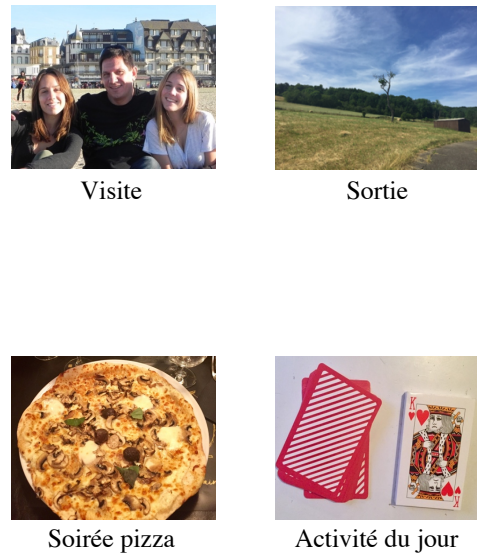 Visite
Sortie
K
K
Soirée pizza
Activité du jour